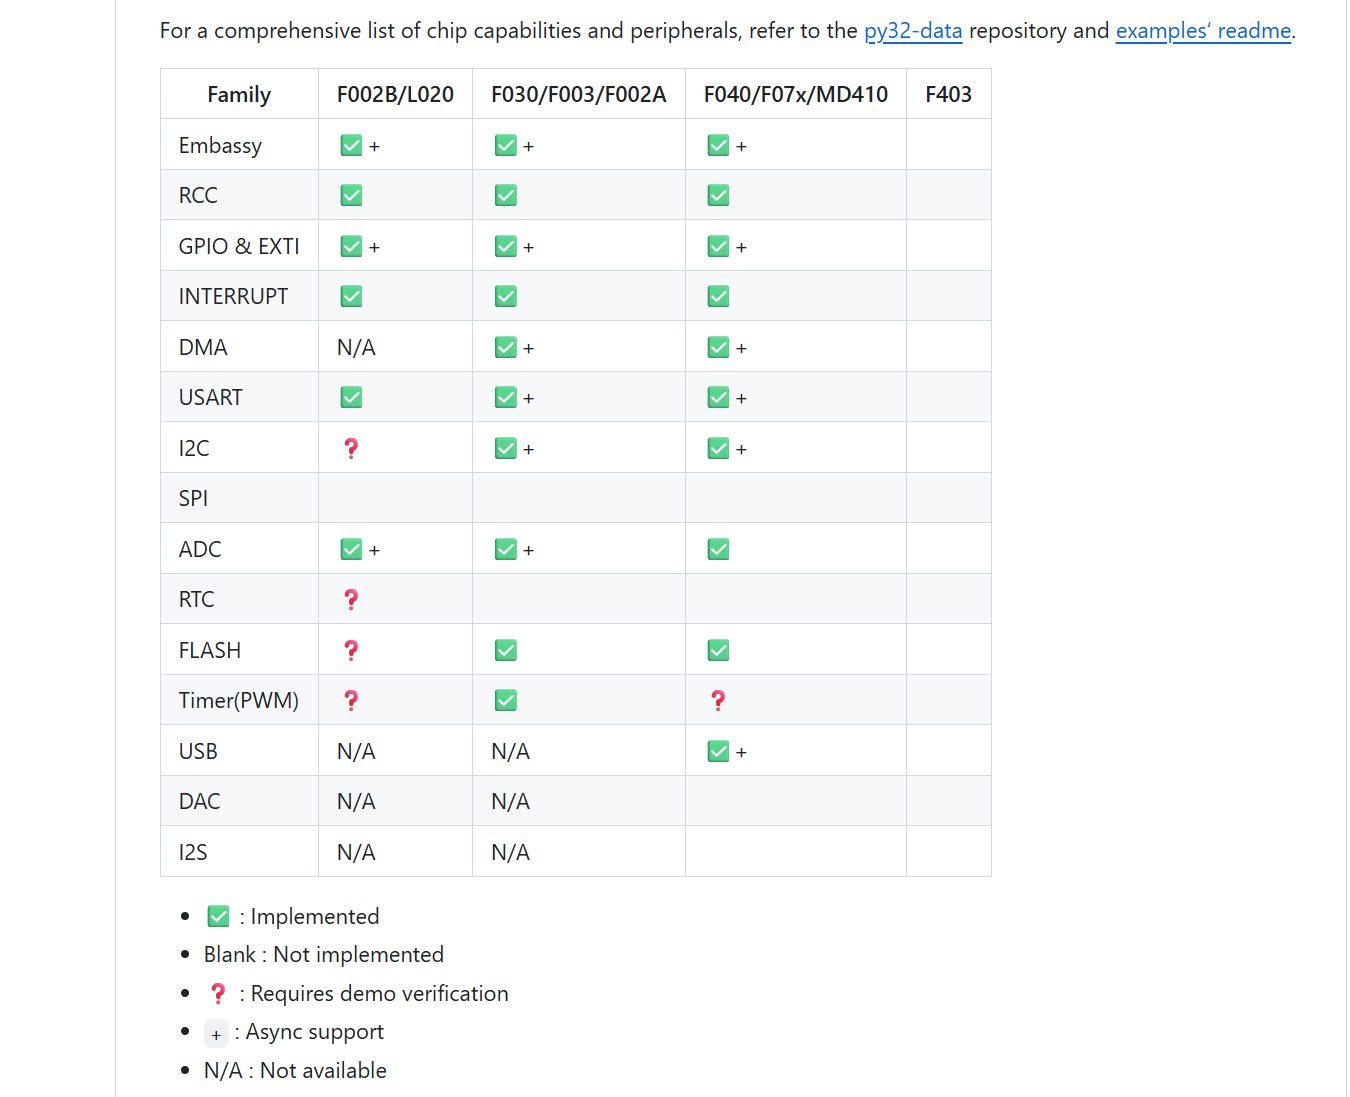 For a comprehensive list of chip capabilities and peripherals, refer to the py32-data repository and examples’ readme.
Family F002B/L020 F030/F003/F002A F040/F07x/MD410 F403
Embassy ✅ + ✅ + ✅ +
RCC ✅ ✅ ✅
GPIO & EXTI ✅ + ✅ + ✅ +
INTERRUPT ✅ ✅ ✅
DMA N/A ✅ + ✅ +
USART ✅ ✅ + ✅ +
I2C ❓ ✅ + ✅ +
SPI
ADC ✅ + ✅ + ✅
RTC ❓
FLASH ❓ ✅ ✅
Timer(PWM) ❓ ✅ ❓
USB N/A N/A ✅ +
DAC N/A N/A
I2S N/A N/A
• ✅ : Implemented
• Blank : Not implemented
• ❓ : Requires demo verification
• + : Async support
• N/A : Not available